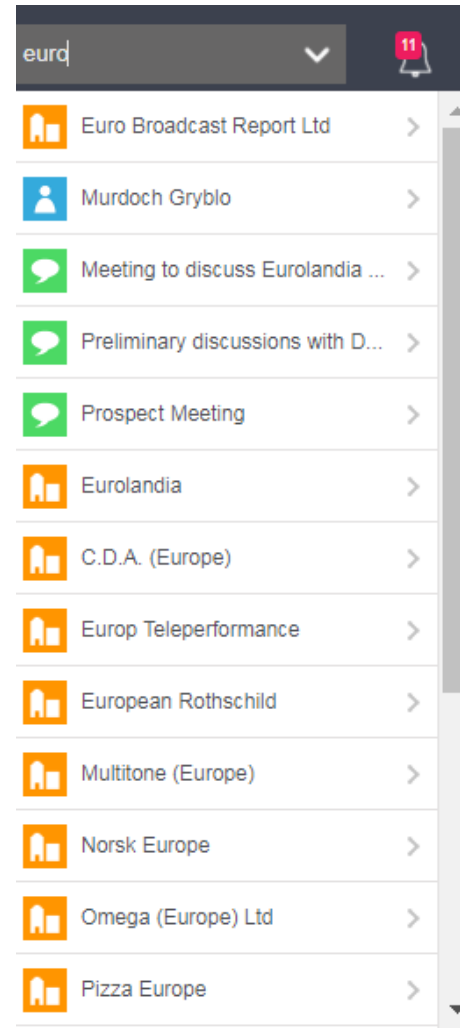 euro
11
Euro Broadcast Report Ltd
Murdoch Gryblo
Meeting to discuss Eurolandia ...
Preliminary discussions with D...
Prospect Meeting
Eurolandia
C.D.A. (Europe)
Europ Teleperformance
European Rothschild
Multitone (Europe)
Norsk Europe
Omega (Europe) Ltd
Pizza Europe